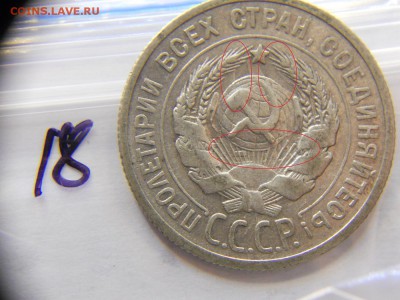 COINS.LAVE.RU
18
ПРОЛЕТАРИИ ВСЕХ СТРАН, СОЕДИНЯЙТЕСЬ!
С.С.С.Р.